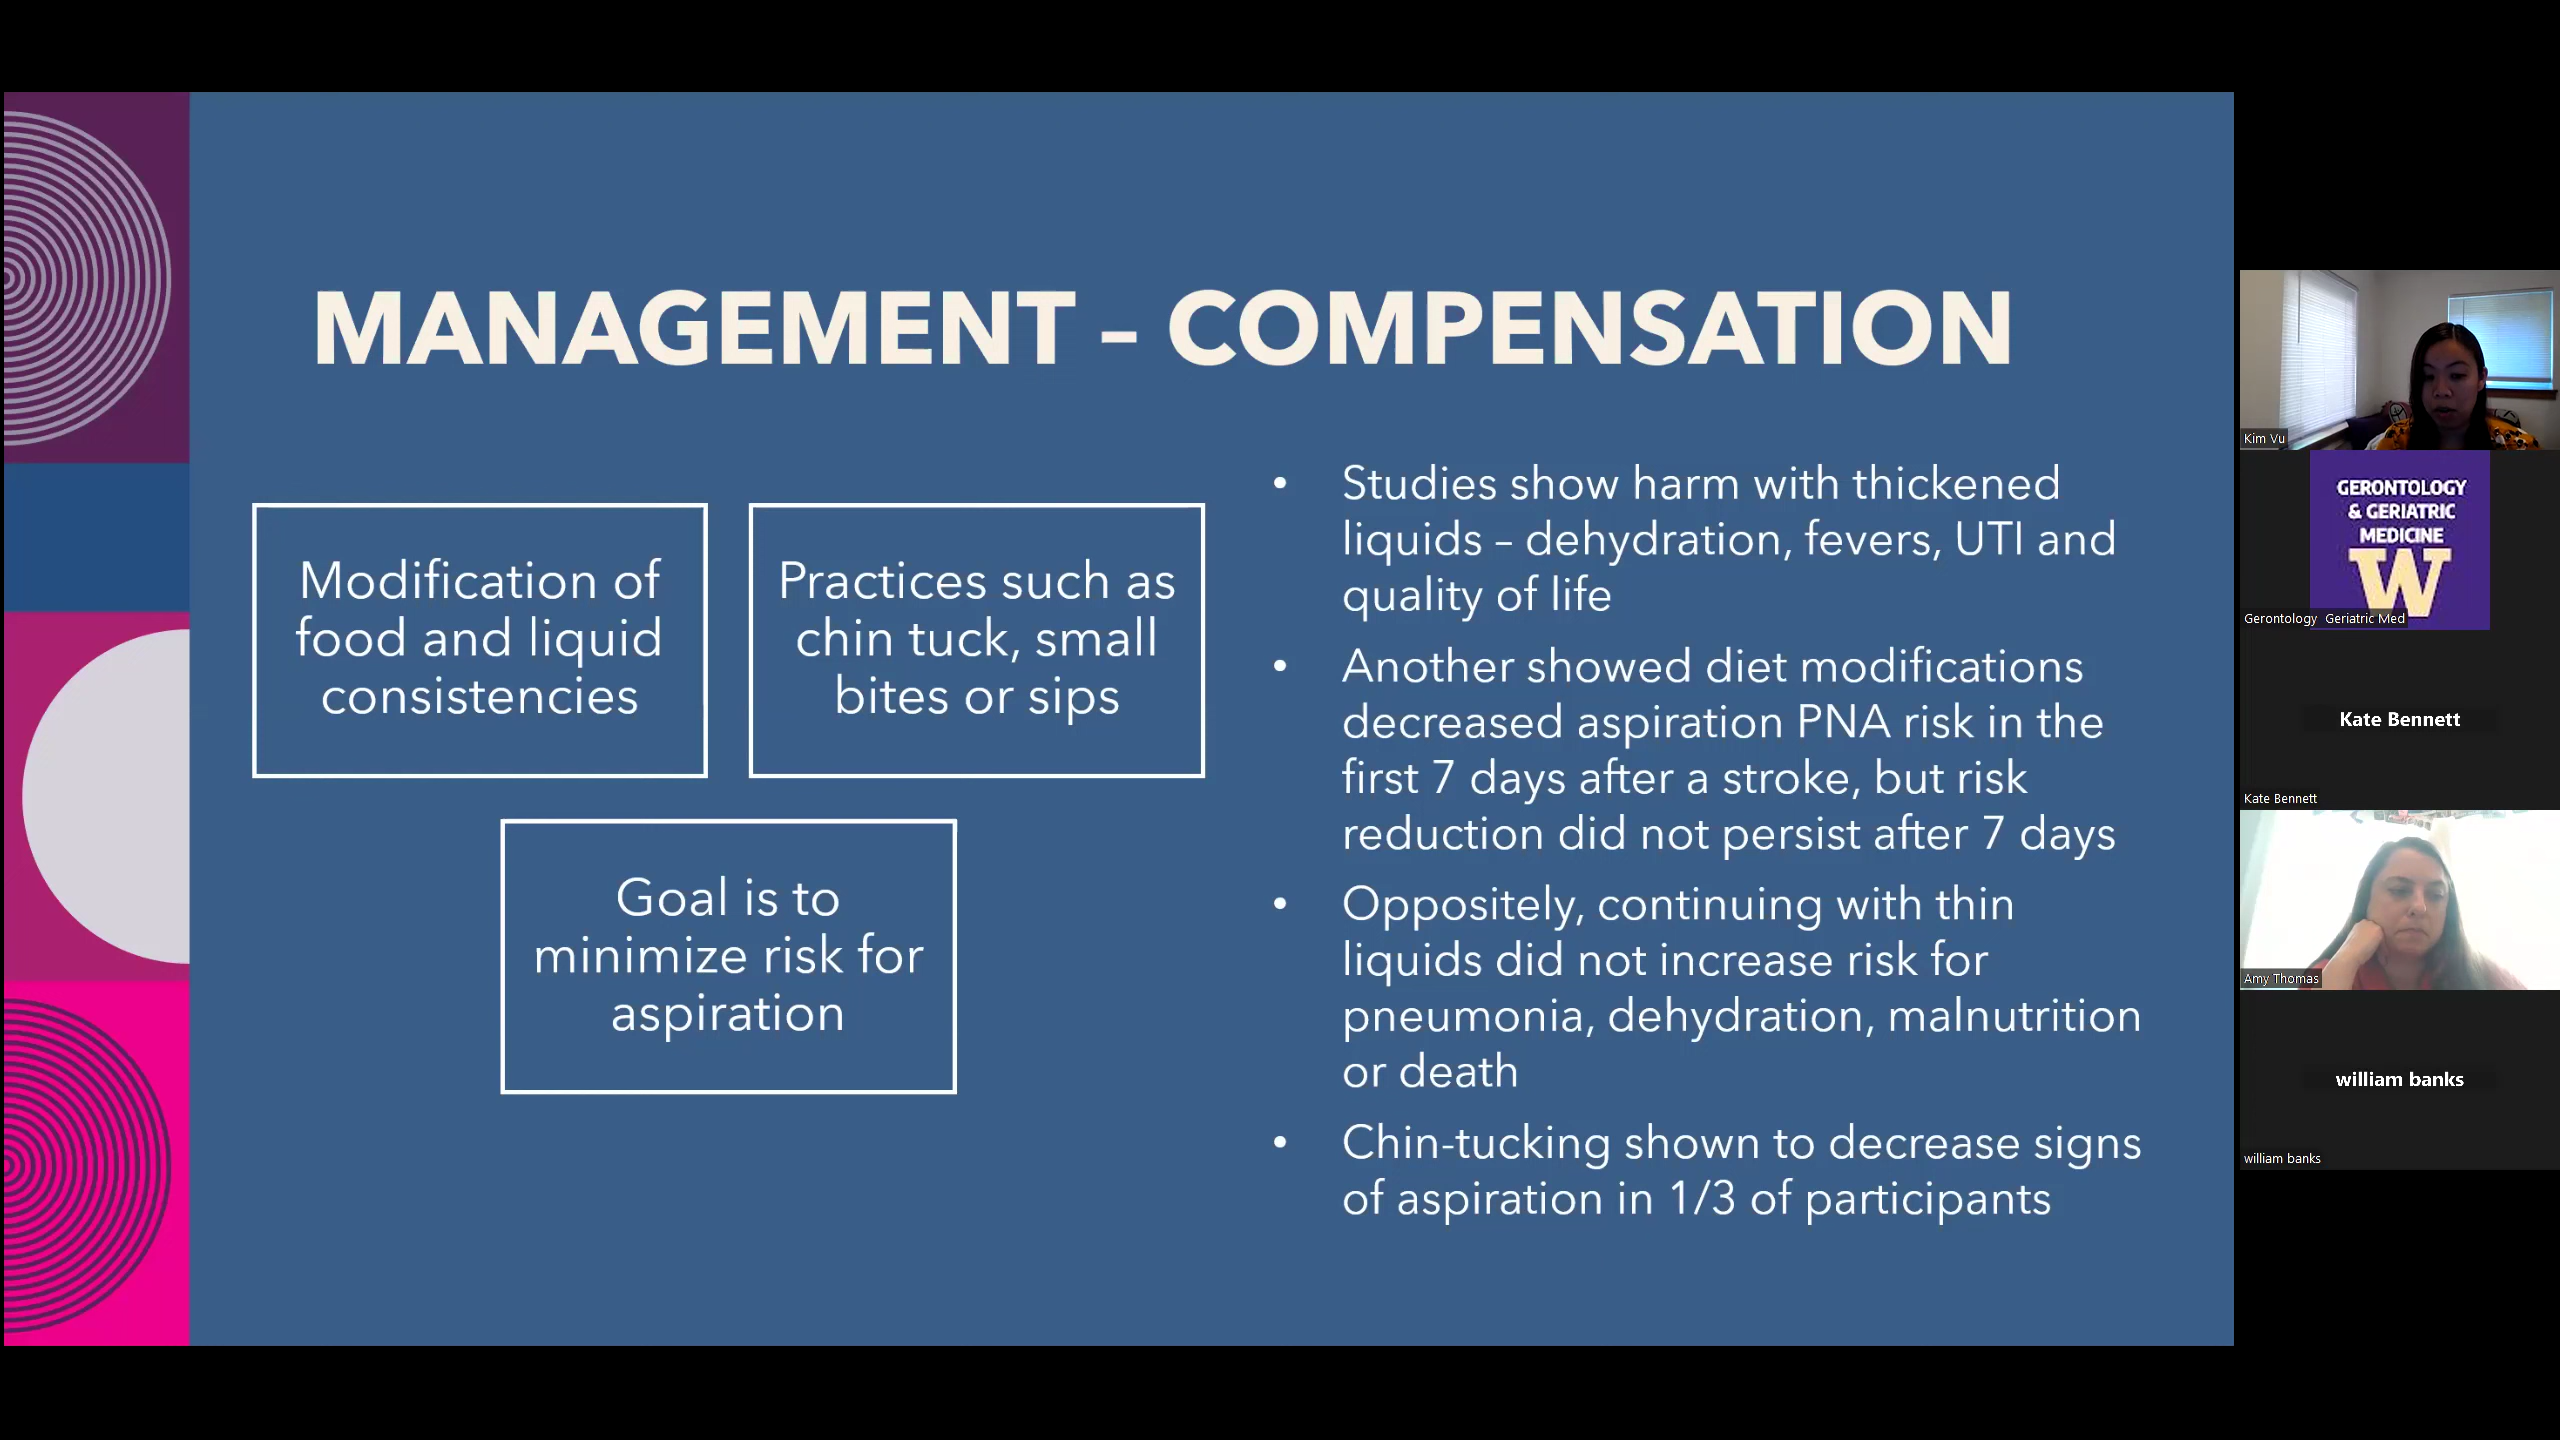 MANAGEMENT – COMPENSATION
Modification of
food and liquid
consistencies
Practices such as
chin tuck, small
bites or sips
Goal is to
minimize risk for
aspiration
• Studies show harm with thickened
liquids – dehydration, fevers, UTI and
quality of life
• Another showed diet modifications
decreased aspiration PNA risk in the
first 7 days after a stroke, but risk
reduction did not persist after 7 days
• Oppositely, continuing with thin
liquids did not increase risk for
pneumonia, dehydration, malnutrition
or death
• Chin-tucking shown to decrease signs
of aspiration in 1/3 of participants
Kim Vu
GERONTOLOGY
& GERIATRIC
MEDICINE
W
Gerontology Geriatric Med
Kate Bennett
Kate Bennett
Amy Thomas
william banks
william banks